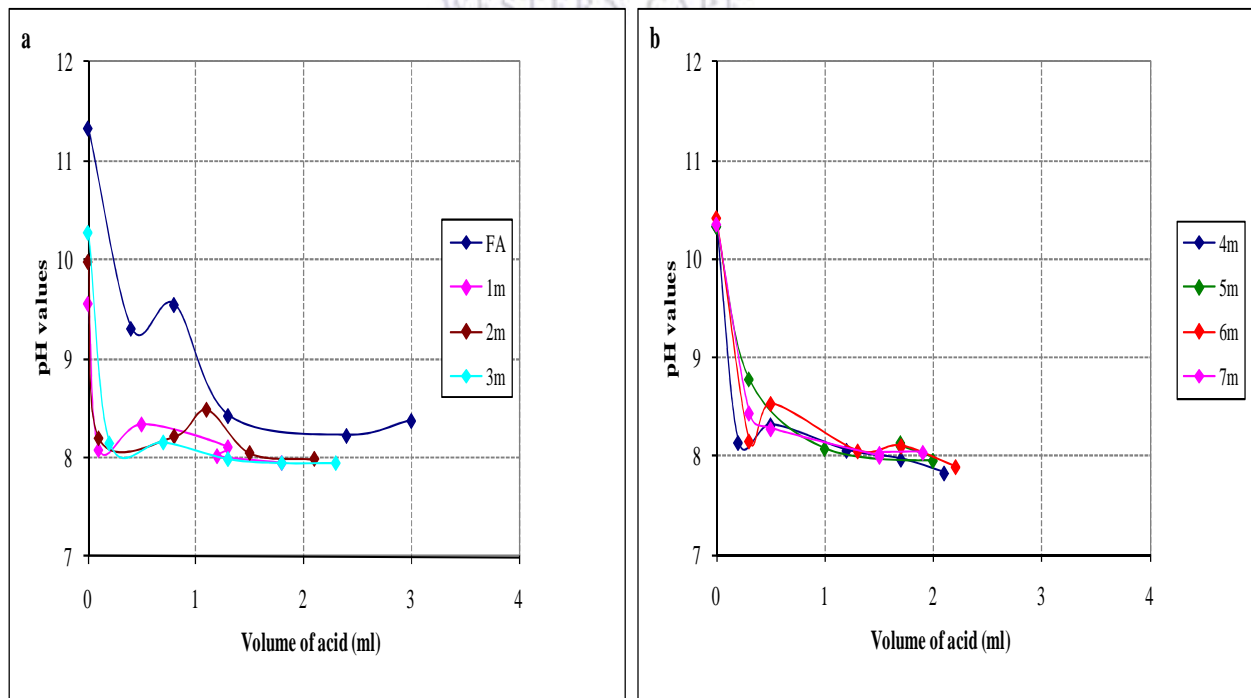 WESTERN CAPE
a
12
11
10
9
8
7
pH values
0 1 2 3 4
Volume of acid (ml)
FA
1m
2m
3m
b
12
11
10
9
8
7
pH values
0 1 2 3 4
Volume of acid (ml)
4m
5m
6m
7m